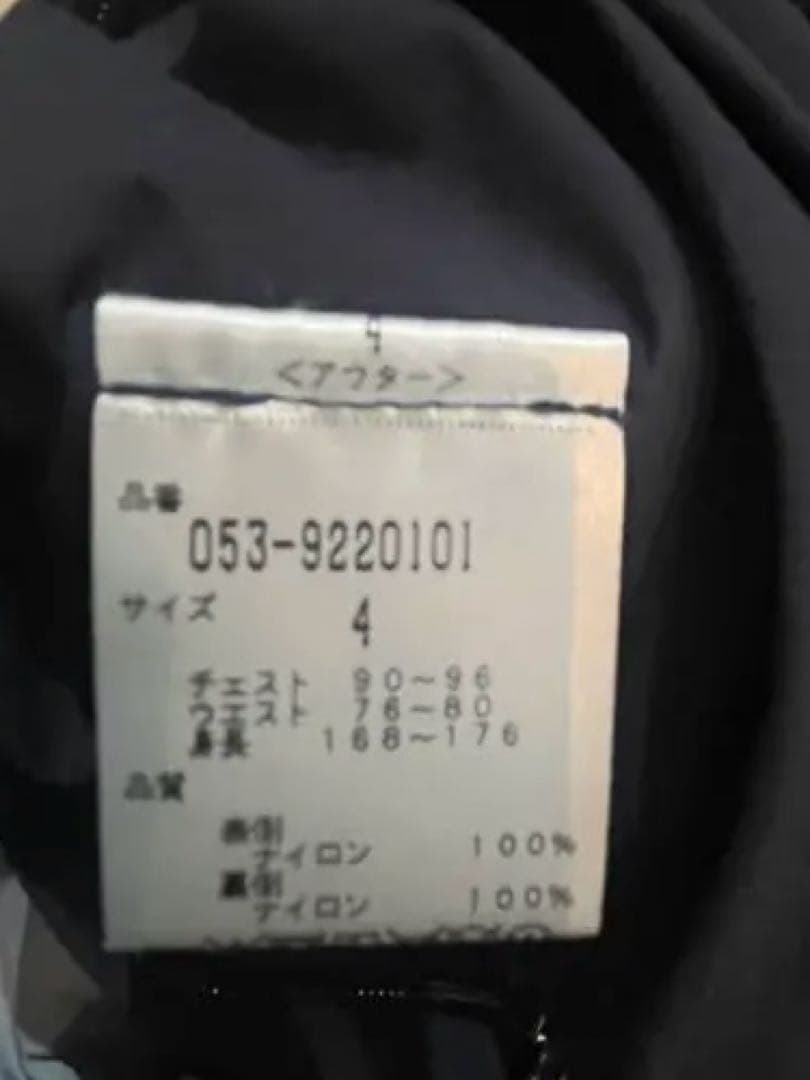 4
<アフター>
品番
053-9220101
サイズ
4
チェスト 90~96
ウエスト 76~80
身長 168~176
品質
表側
ナイロン 100%
裏側
ナイロン 100%